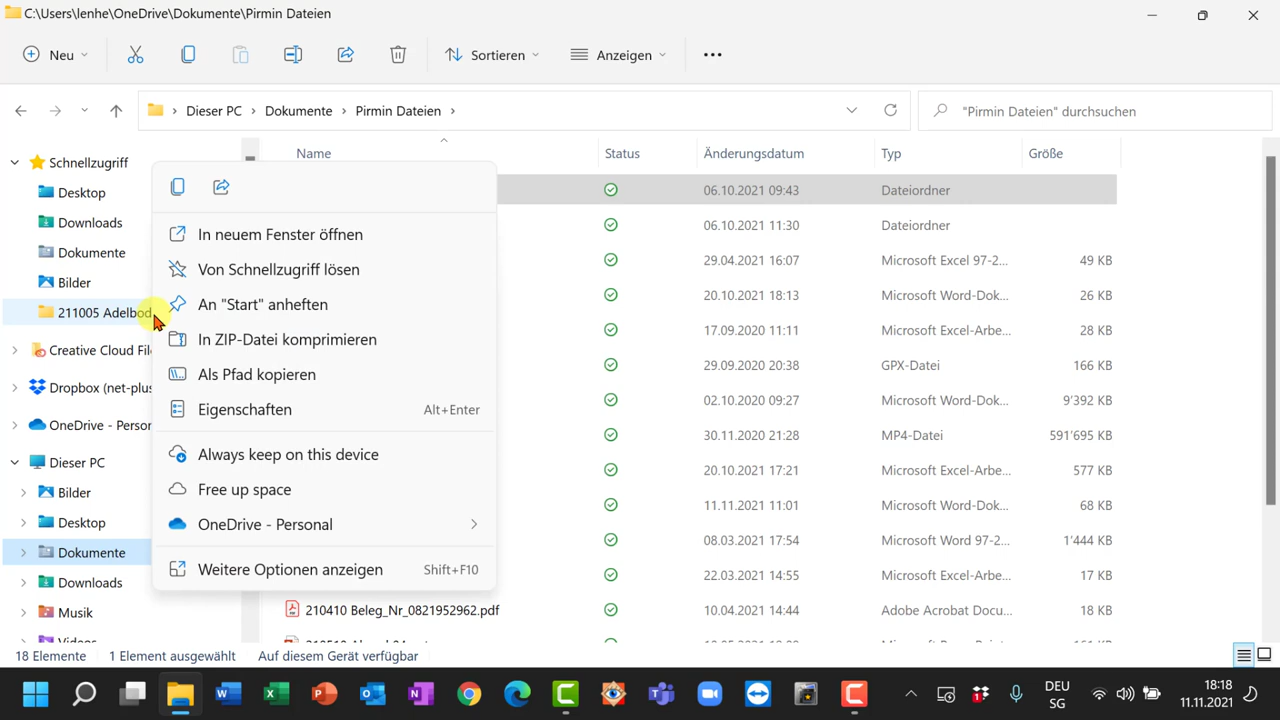 C:\Users\lenhe\OneDrive\Dokumente\Pirmin Dateien
Neu
Sortieren
Anzeigen
Dieser PC > Dokumente > Pirmin Dateien >
"Pirmin Dateien" durchsuchen
Name Status Änderungsdatum Typ Größe
Schnellzugriff
Desktop
Downloads
Dokumente
Bilder
211005
Creative Cloud
Dropbox
OneDrive
Dieser PC
Bilder
Desktop
Dokumente
Downloads
Musik
In neuem Fenster öffnen
Von Schnellzugriff lösen
An "Start" anheften
In ZIP-Datei komprimieren
Als Pfad kopieren
Eigenschaften Alt+Enter
Always keep on this device
Free up space
OneDrive - Personal
Weitere Optionen anzeigen Shift+F10
06.10.2021 09:43 Dateiordner
06.10.2021 11:30 Dateiordner
29.04.2021 16:07 Microsoft Excel 97-2... 49 KB
20.10.2021 18:13 Microsoft Word-Dok... 26 KB
17.09.2020 11:11 Microsoft Excel-Arbe... 28 KB
29.09.2020 20:38 GPX-Datei 166 KB
02.10.2020 09:27 Microsoft Word-Dok... 9'392 KB
30.11.2020 21:28 MP4-Datei 591'695 KB
20.10.2021 17:21 Microsoft Excel-Arbe... 577 KB
11.11.2021 11:01 Microsoft Word-Dok... 68 KB
08.03.2021 17:54 Microsoft Word 97-2... 1'444 KB
22.03.2021 14:55 Microsoft Excel-Arbe... 17 KB
210410 Beleg_Nr_0821952962.pdf 10.04.2021 14:44 Adobe Acrobat Docu... 18 KB
18 Elemente 1 Element ausgewählt Auf diesem Gerät verfügbar
DEU
SG
18:18
11.11.2021